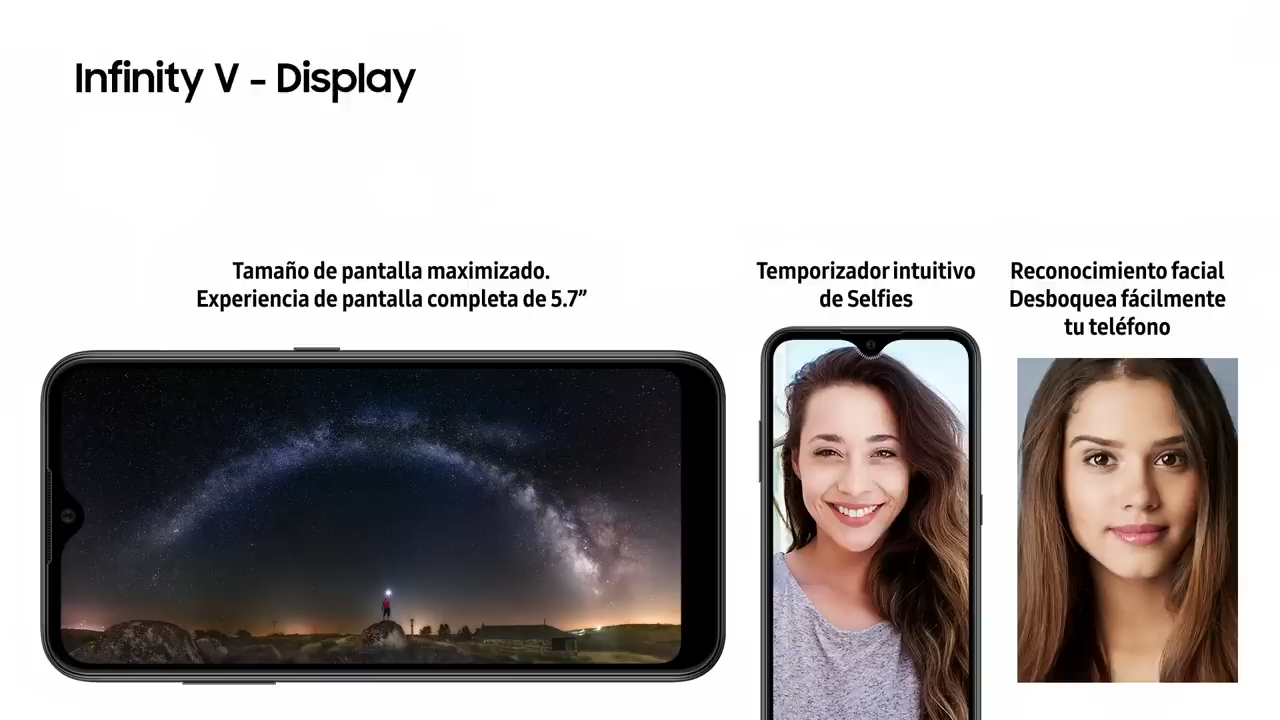 Infinity V - Display
Tamaño de pantalla maximizado.
Experiencia de pantalla completa de 5.7”
Temporizador intuitivo
de Selfies
Reconocimiento facial
Desboquea fácilmente
tu teléfono